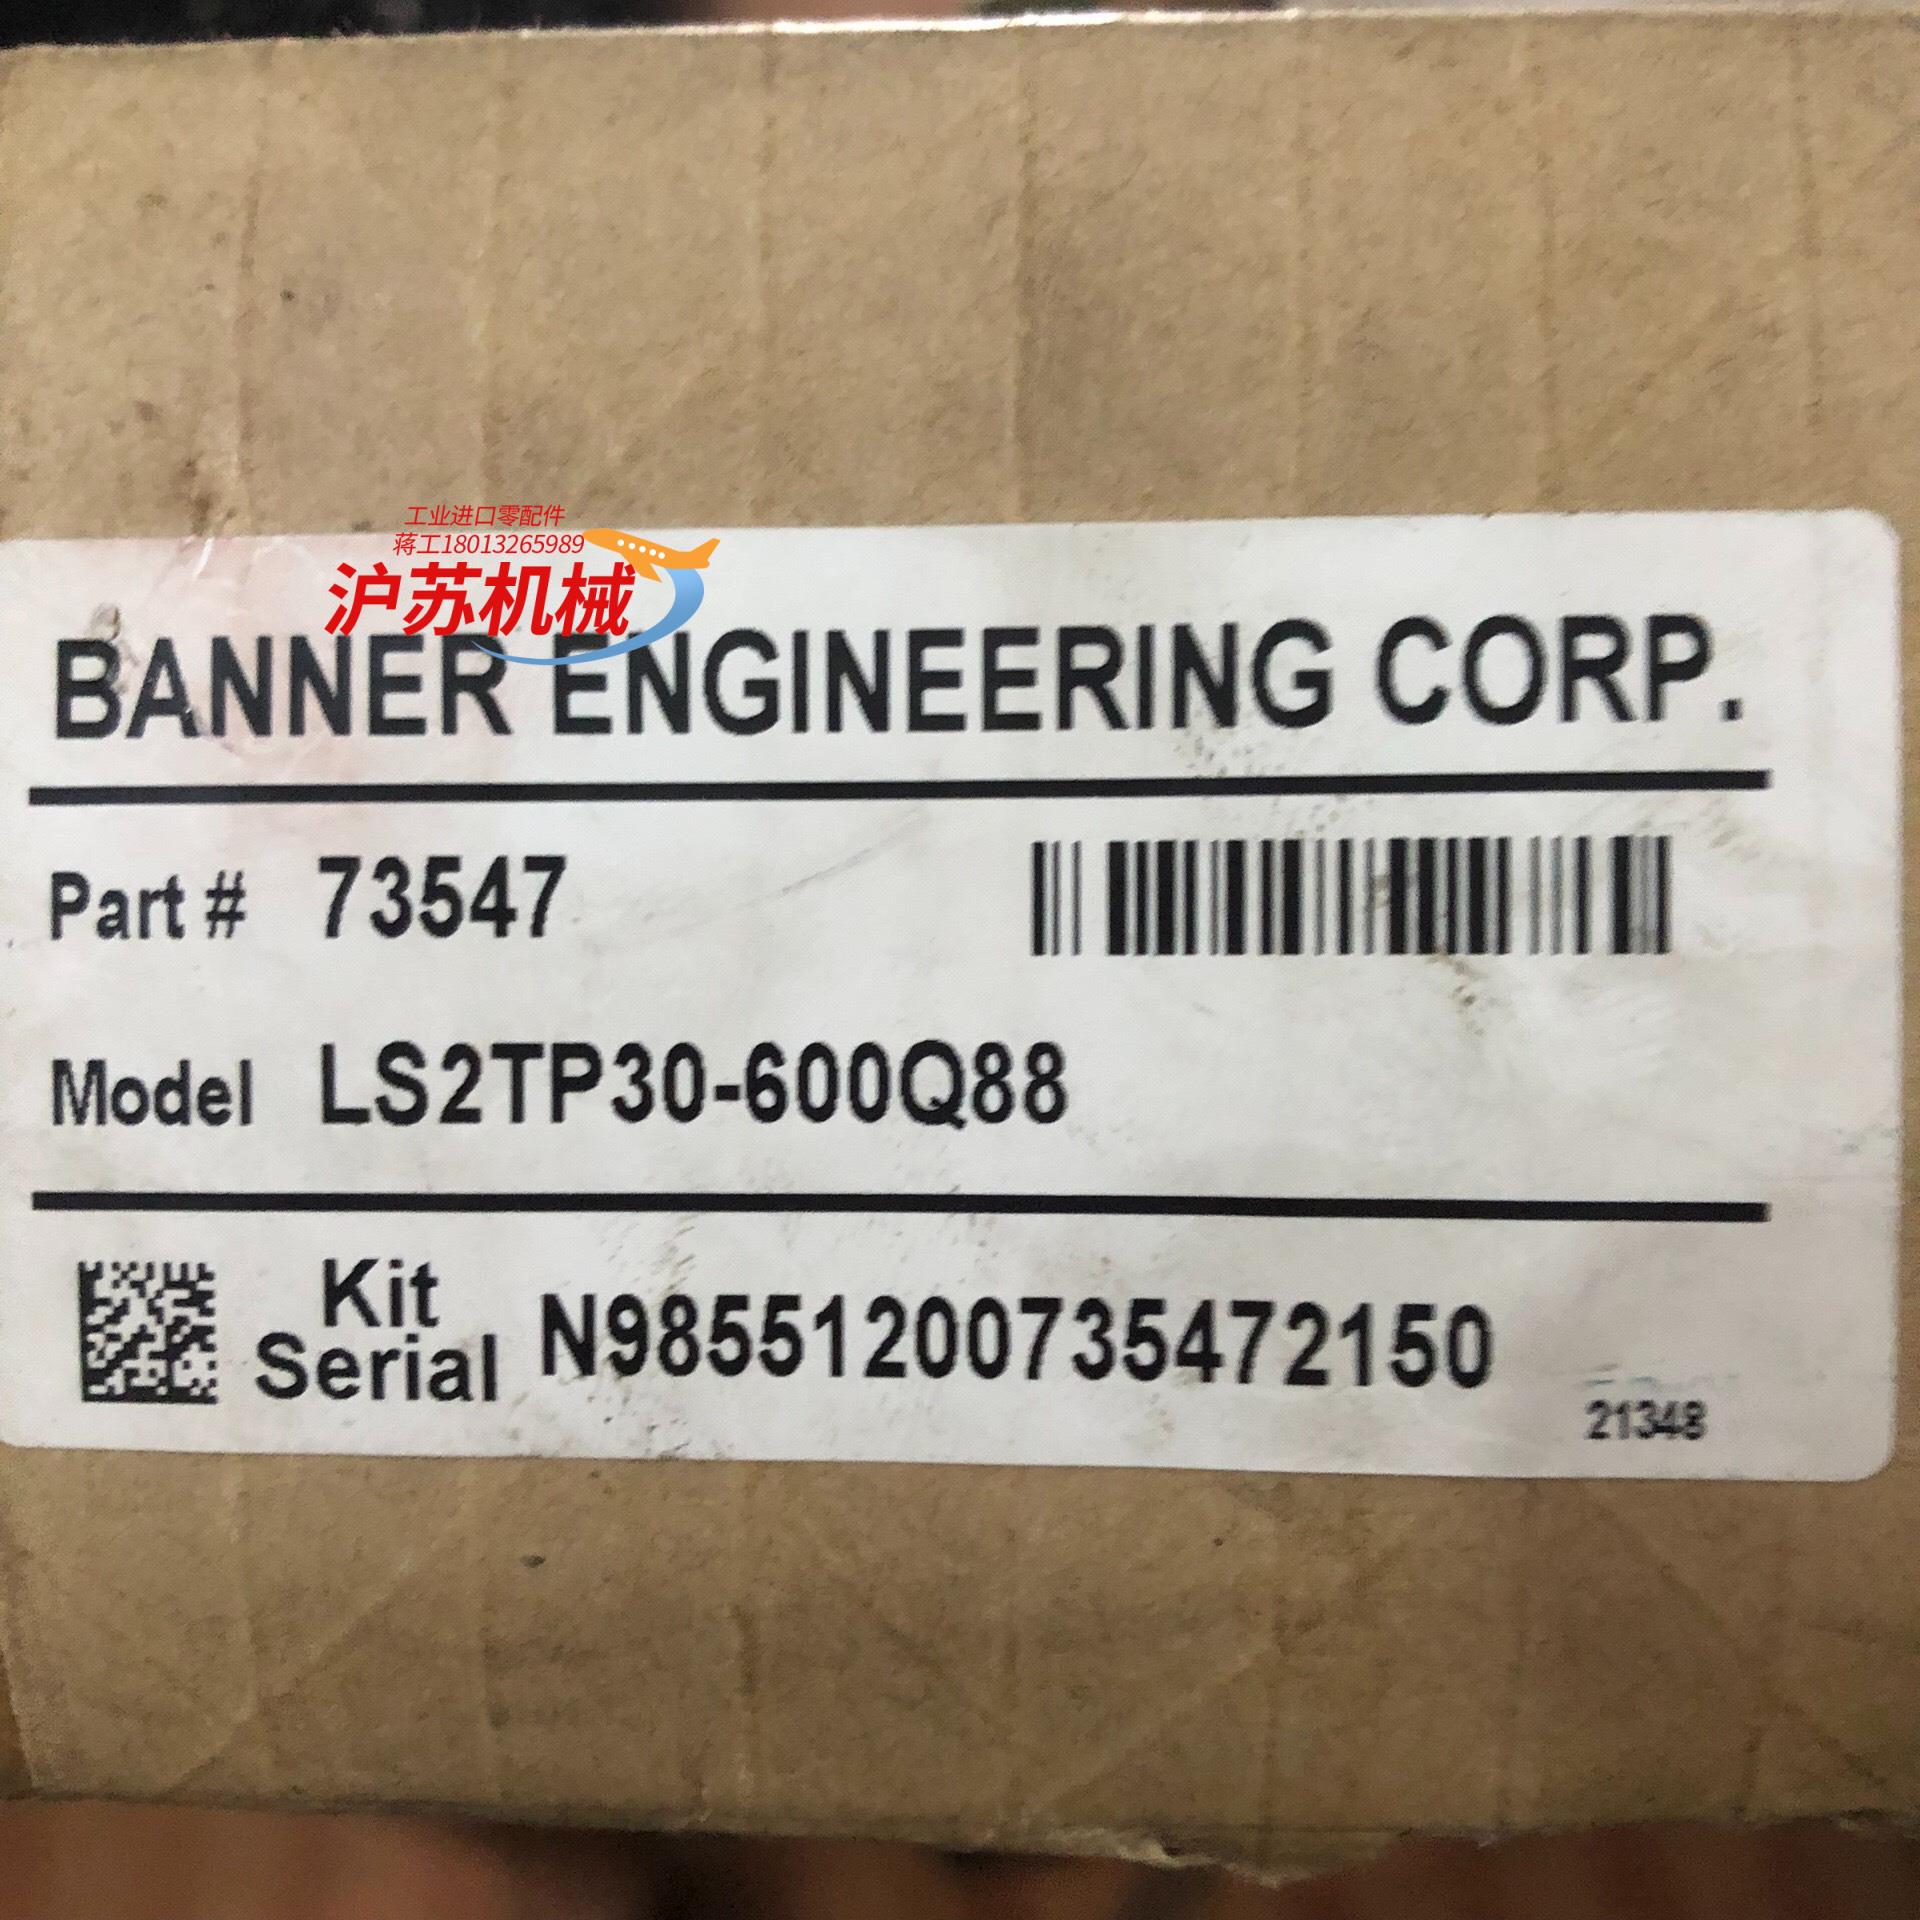 工业进口零配件
蒋工18013265989
沪苏机械
BANNER ENGINEERING CORP.
Part # 73547
Model LS2TP30-600Q88
Kit
Serial N98551200735472150
21348